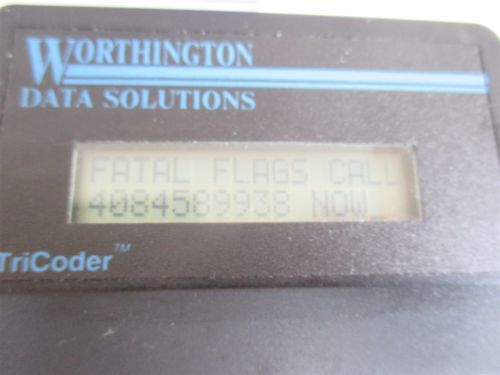 WORTHINGTON
DATA SOLUTIONS
FATAL FLAGS CALL
4084589938 NOW
TriCoder™